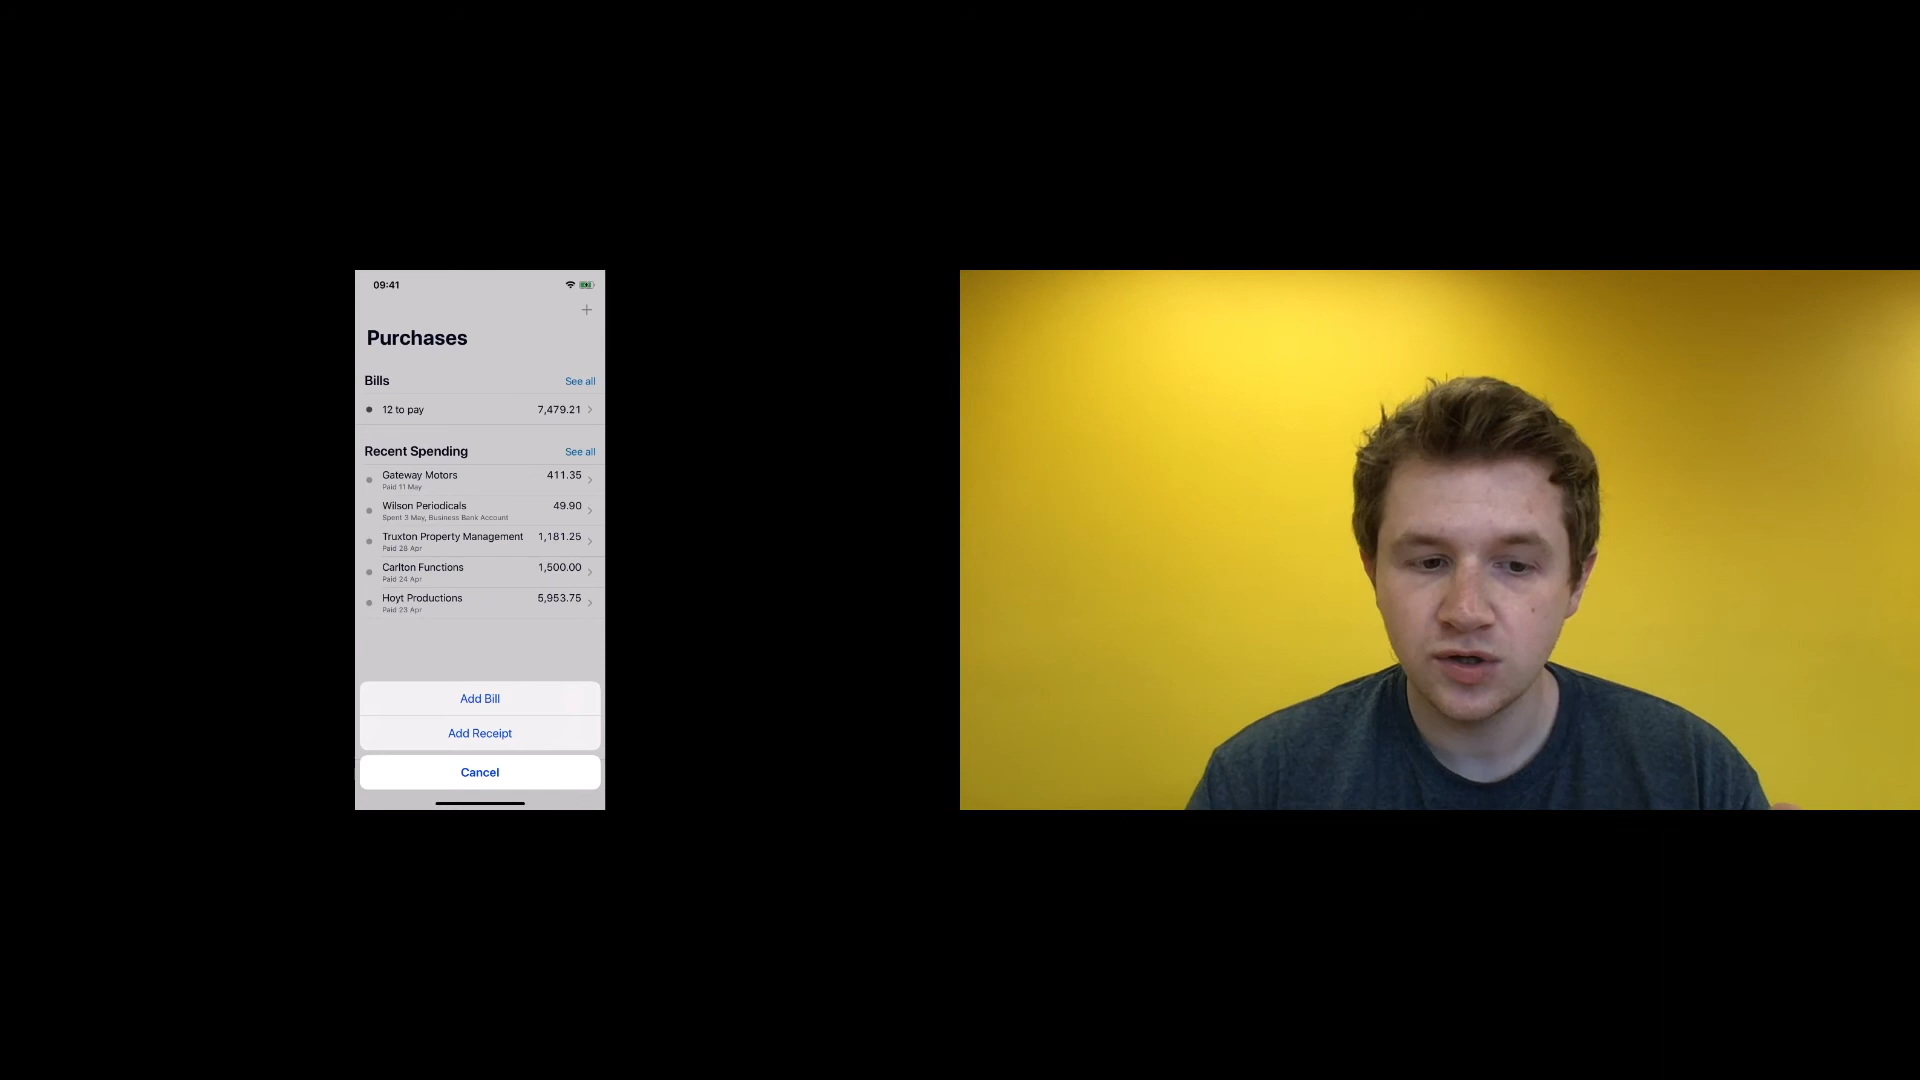 09:41
+
Purchases
Bills See all
12 to pay 7,479.21
Recent Spending See all
Gateway Motors 411.35
Paid 11 May
Wilson Periodicals 49.90
Spent 3 May, Business Bank Account
Truxton Property Management 1,181.25
Paid 28 Apr
Carlton Functions 1,500.00
Paid 24 Apr
Hoyt Productions 5,953.75
Paid 23 Apr
Add Bill
Add Receipt
Cancel